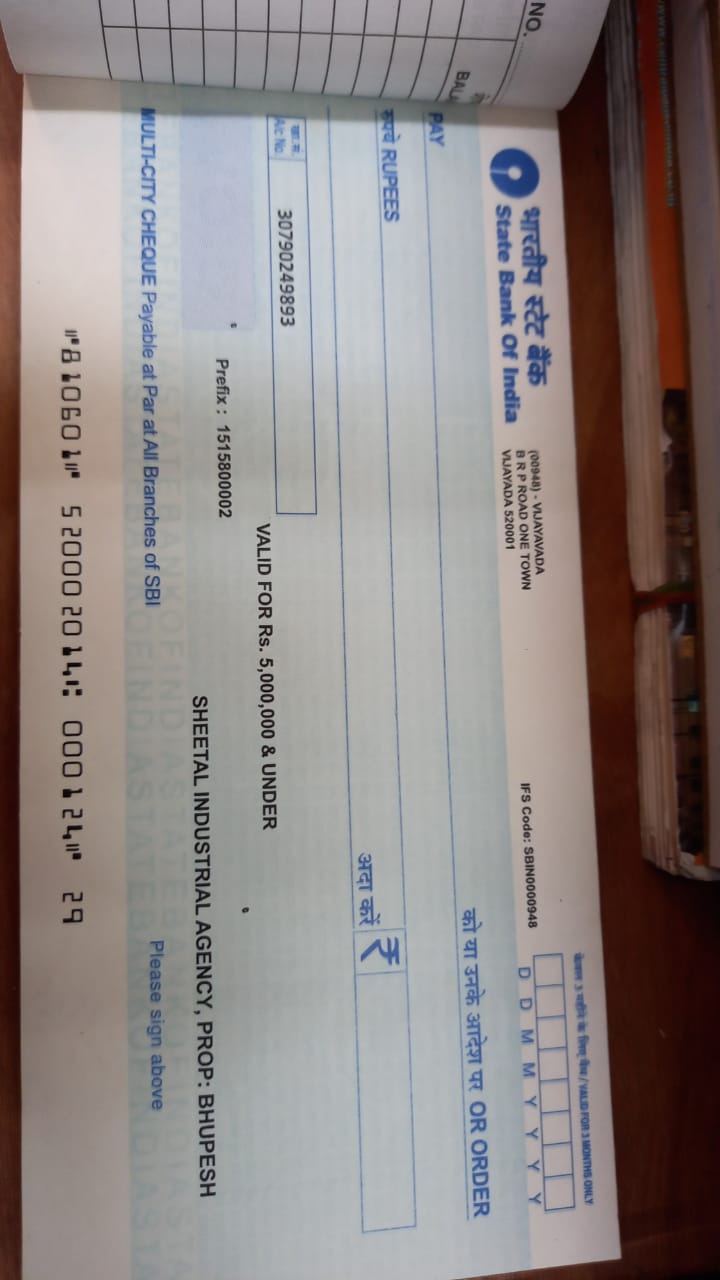 NO.
केवल 3 महीने के लिए वैध / VALID FOR 3 MONTHS ONLY
भारतीय स्टेट बैंक
State Bank Of India
(00948) - VIJAYAVADA
B R P ROAD ONE TOWN
VIJAYADA 520001
IFS Code: SBIN0000948
D D M M Y Y Y Y
PAY
को या उनके आदेश पर OR ORDER
रुपये RUPEES
अदा करें ₹
खा. सं.
A/c No.
30790249893
VALID FOR Rs. 5,000,000 & UNDER
Prefix : 1515800002
SHEETAL INDUSTRIAL AGENCY, PROP: BHUPESH
MULTI-CITY CHEQUE Payable at Par at All Branches of SBI
Please sign above
⑈810601⑈ 520002014⑆ 000124⑈ 29